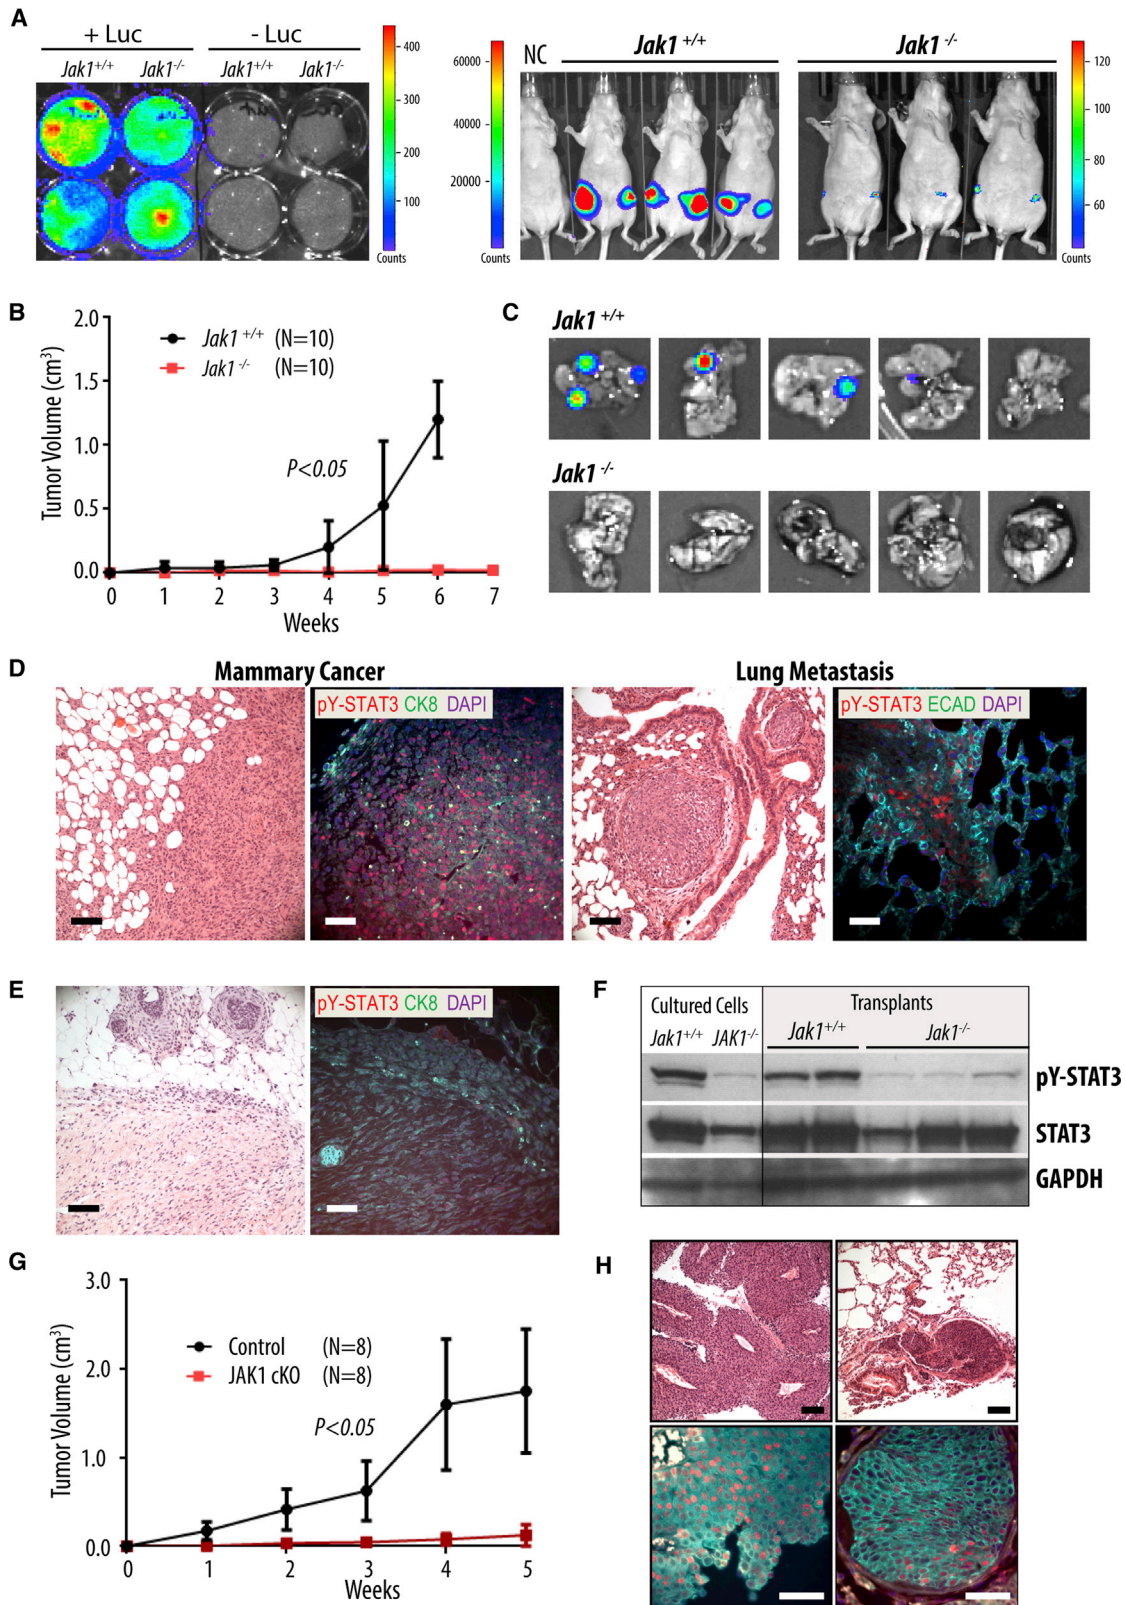 A
+ Luc - Luc
Jak1+/+ Jak1-/- Jak1+/+ Jak1-/-
400
300
200
100
Counts
60000
40000
20000
Counts
NC Jak1 +/+ Jak1 -/-
120
100
80
60
Counts
B
Tumor Volume (cm³)
2.0
1.5
1.0
0.5
0.0
Jak1 +/+ (N=10)
Jak1 -/- (N=10)
P<0.05
0 1 2 3 4 5 6 7
Weeks
C
Jak1 +/+
Jak1 -/-
D
Mammary Cancer Lung Metastasis
pY-STAT3 CK8 DAPI
pY-STAT3 ECAD DAPI
E
pY-STAT3 CK8 DAPI
F
Cultured Cells Transplants
Jak1+/+ JAK1-/- Jak1+/+ Jak1-/-
pY-STAT3
STAT3
GAPDH
G
Tumor Volume (cm³)
3.0
2.0
1.0
0.0
Control (N=8)
JAK1 cKO (N=8)
P<0.05
0 1 2 3 4 5
Weeks
H